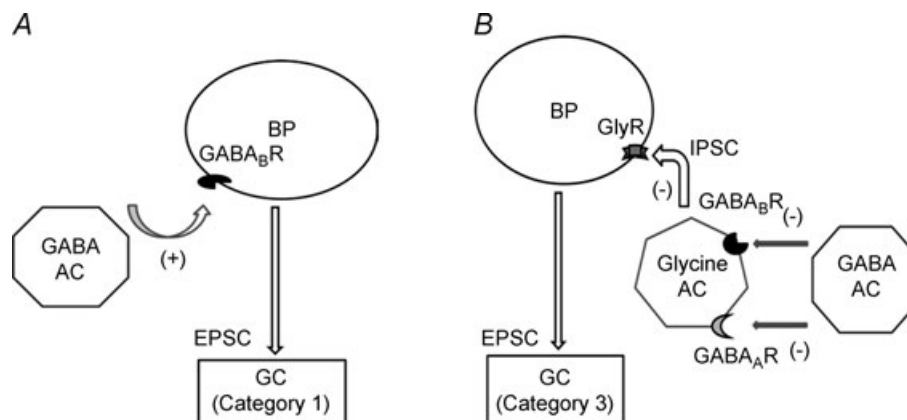 A
BP
GABABR
GABA
AC
(+)
EPSC
GC
(Category 1)
B
BP
GlyR
IPSC
(-)
GABABR
(-)
Glycine
AC
GABA
AC
GABAAR
(-)
EPSC
GC
(Category 3)